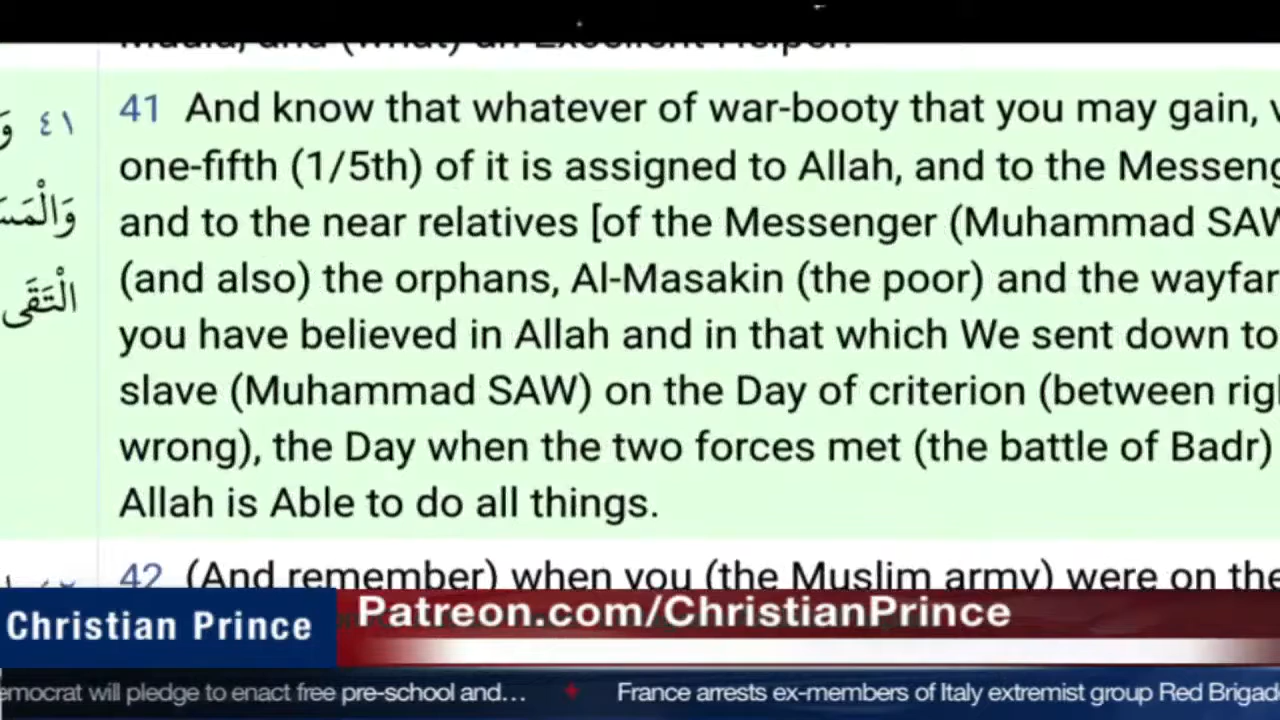 41 And know that whatever of war-booty that you may gain,
one-fifth (1/5th) of it is assigned to Allah, and to the Messeng
and to the near relatives [of the Messenger (Muhammad SAW
(and also) the orphans, Al-Masakin (the poor) and the wayfar
you have believed in Allah and in that which We sent down to
slave (Muhammad SAW) on the Day of criterion (between rig
wrong), the Day when the two forces met (the battle of Badr)
Allah is Able to do all things.
٤١
الْتَقَى
42 (And remember) when you (the Muslim army) were on the
Christian Prince
Patreon.com/ChristianPrince
emocrat will pledge to enact free pre-school and…
France arrests ex-members of Italy extremist group Red Brigad